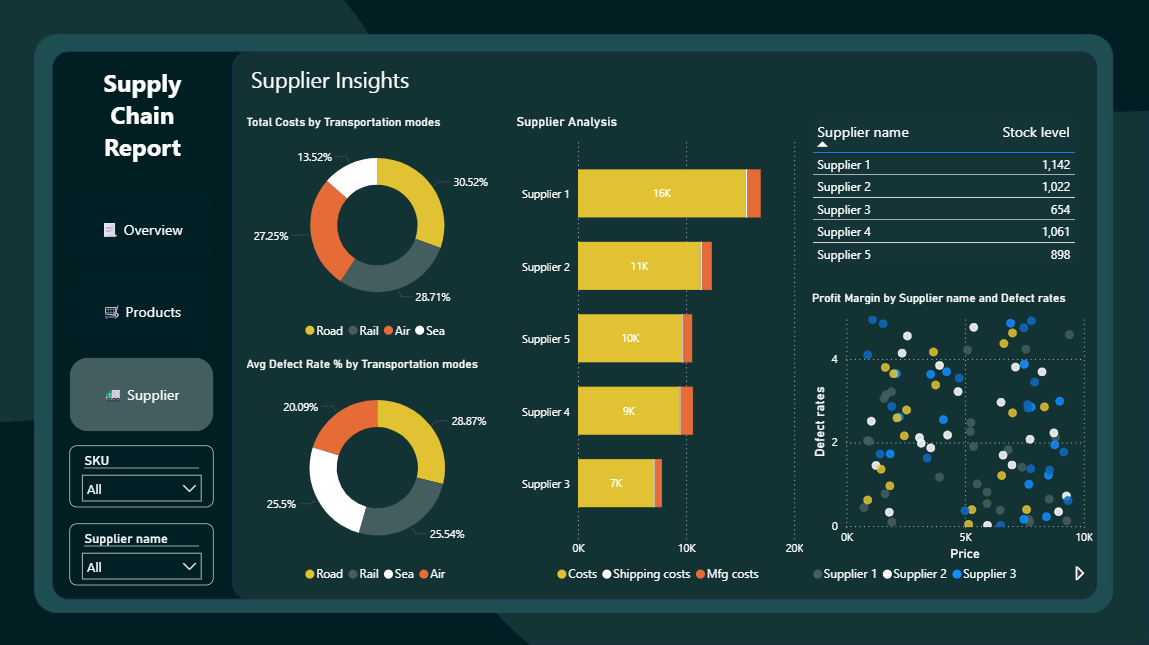 Supply
Chain
Report
Overview
Products
Supplier
SKU
All
Supplier name
All
Supplier Insights
Total Costs by Transportation modes
13.52%
30.52%
27.25%
28.71%
Road Rail Air Sea
Avg Defect Rate % by Transportation modes
20.09%
28.87%
25.5%
25.54%
Road Rail Sea Air
Supplier Analysis
Supplier 1 16K
Supplier 2 11K
Supplier 5 10K
Supplier 4 9K
Supplier 3 7K
0K 10K 20K
Costs Shipping costs Mfg costs
Supplier name Stock level
Supplier 1 1,142
Supplier 2 1,022
Supplier 3 654
Supplier 4 1,061
Supplier 5 898
Profit Margin by Supplier name and Defect rates
Defect rates
4
2
0
0K 5K 10K
Price
Supplier 1 Supplier 2 Supplier 3